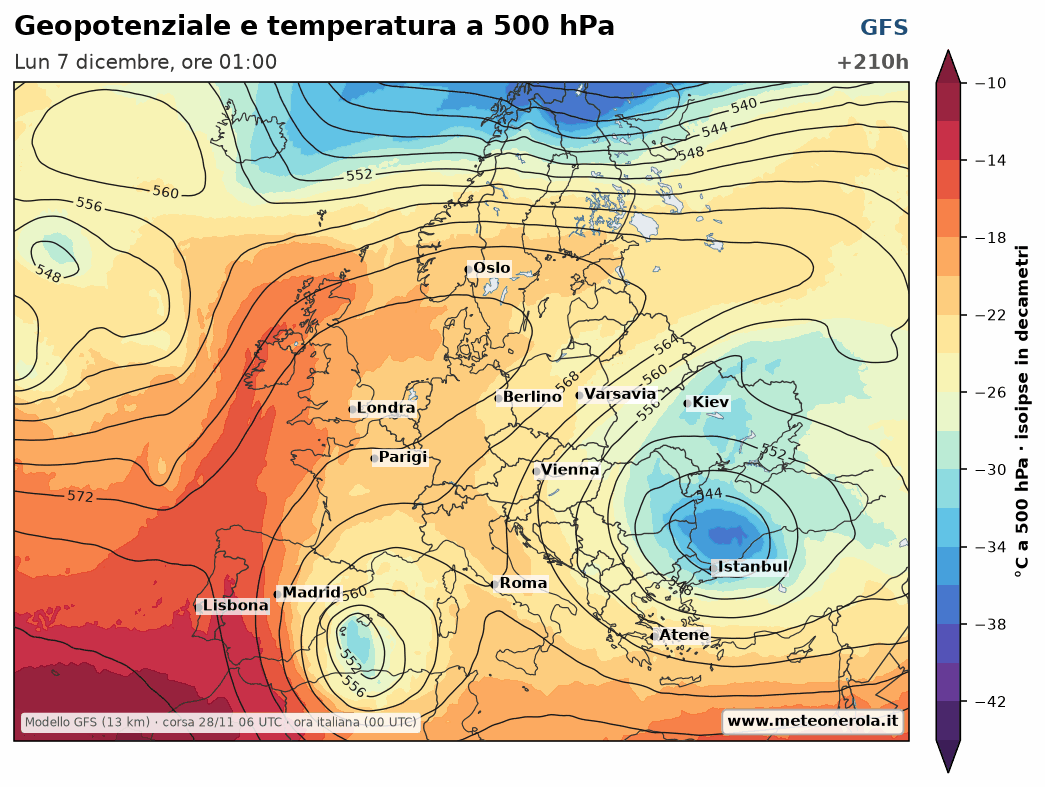 Geopotenziale e temperatura a 500 hPa
GFS
Lun 7 dicembre, ore 01:00
+210h
540
544
548
552
560
556
548
Oslo
564
560
568
556
Berlino
Varsavia
Kiev
Londra
Parigi
Vienna
552
572
544
Istanbul
Roma
548
Madrid
560
Lisbona
Atene
552
556
Modello GFS (13 km) · corsa 28/11 06 UTC · ora italiana (00 UTC)
www.meteonerola.it
−10
−14
−18
−22
−26
−30
−34
−38
−42
°C a 500 hPa · isoipse in decametri